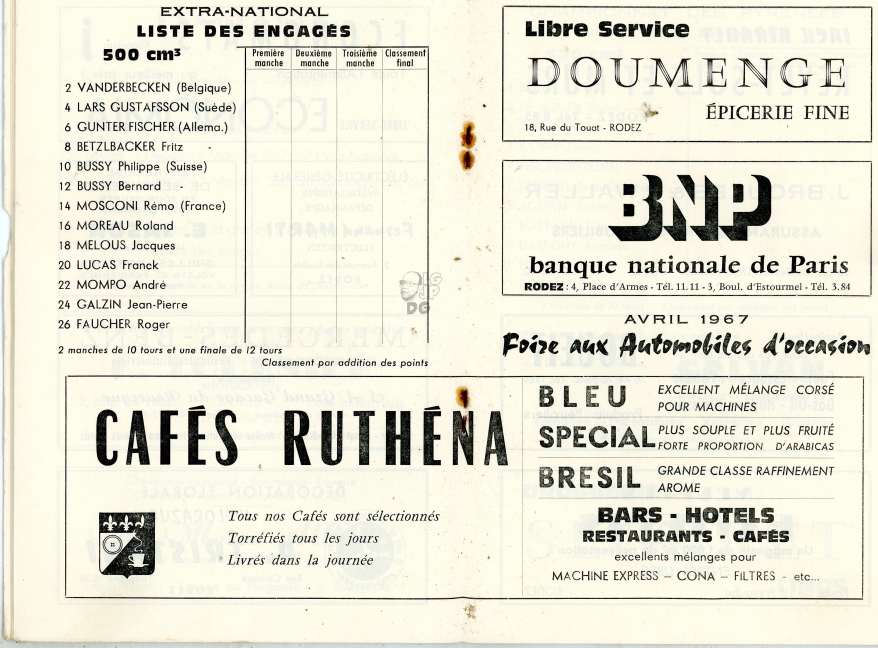 EXTRA-NATIONAL
LISTE DES ENGAGÉS
500 cm³
Première manche
Deuxième manche
Troisième manche
Classement final
2 VANDERBECKEN (Belgique)
4 LARS GUSTAFSSON (Suède)
6 GUNTER FISCHER (Allema.)
8 BETZLBACKER Fritz
10 BUSSY Philippe (Suisse)
12 BUSSY Bernard
14 MOSCONI Rémo (France)
16 MOREAU Roland
18 MELOUS Jacques
20 LUCAS Franck
22 MOMPO André
24 GALZIN Jean-Pierre
26 FAUCHER Roger
2 manches de 10 tours et une finale de 12 tours
Classement par addition des points
DG
Libre Service
DOUMENGE
ÉPICERIE FINE
18, Rue du Touat - RODEZ
BNP
banque nationale de Paris
RODEZ : 4, Place d'Armes - Tél. 11.11 - 3, Boul. d'Estourmel - Tél. 3.84
AVRIL 1967
Foire aux Automobiles d'occasion
CAFÉS RUTHÉNA
Tous nos Cafés sont sélectionnés
Torréfiés tous les jours
Livrés dans la journée
BLEU EXCELLENT MÉLANGE CORSÉ
POUR MACHINES
SPECIAL PLUS SOUPLE ET PLUS FRUITÉ
FORTE PROPORTION D'ARABICAS
BRESIL GRANDE CLASSE RAFFINEMENT
AROME
BARS - HOTELS
RESTAURANTS - CAFÉS
excellents mélanges pour
MACHINE EXPRESS – CONA – FILTRES - etc...